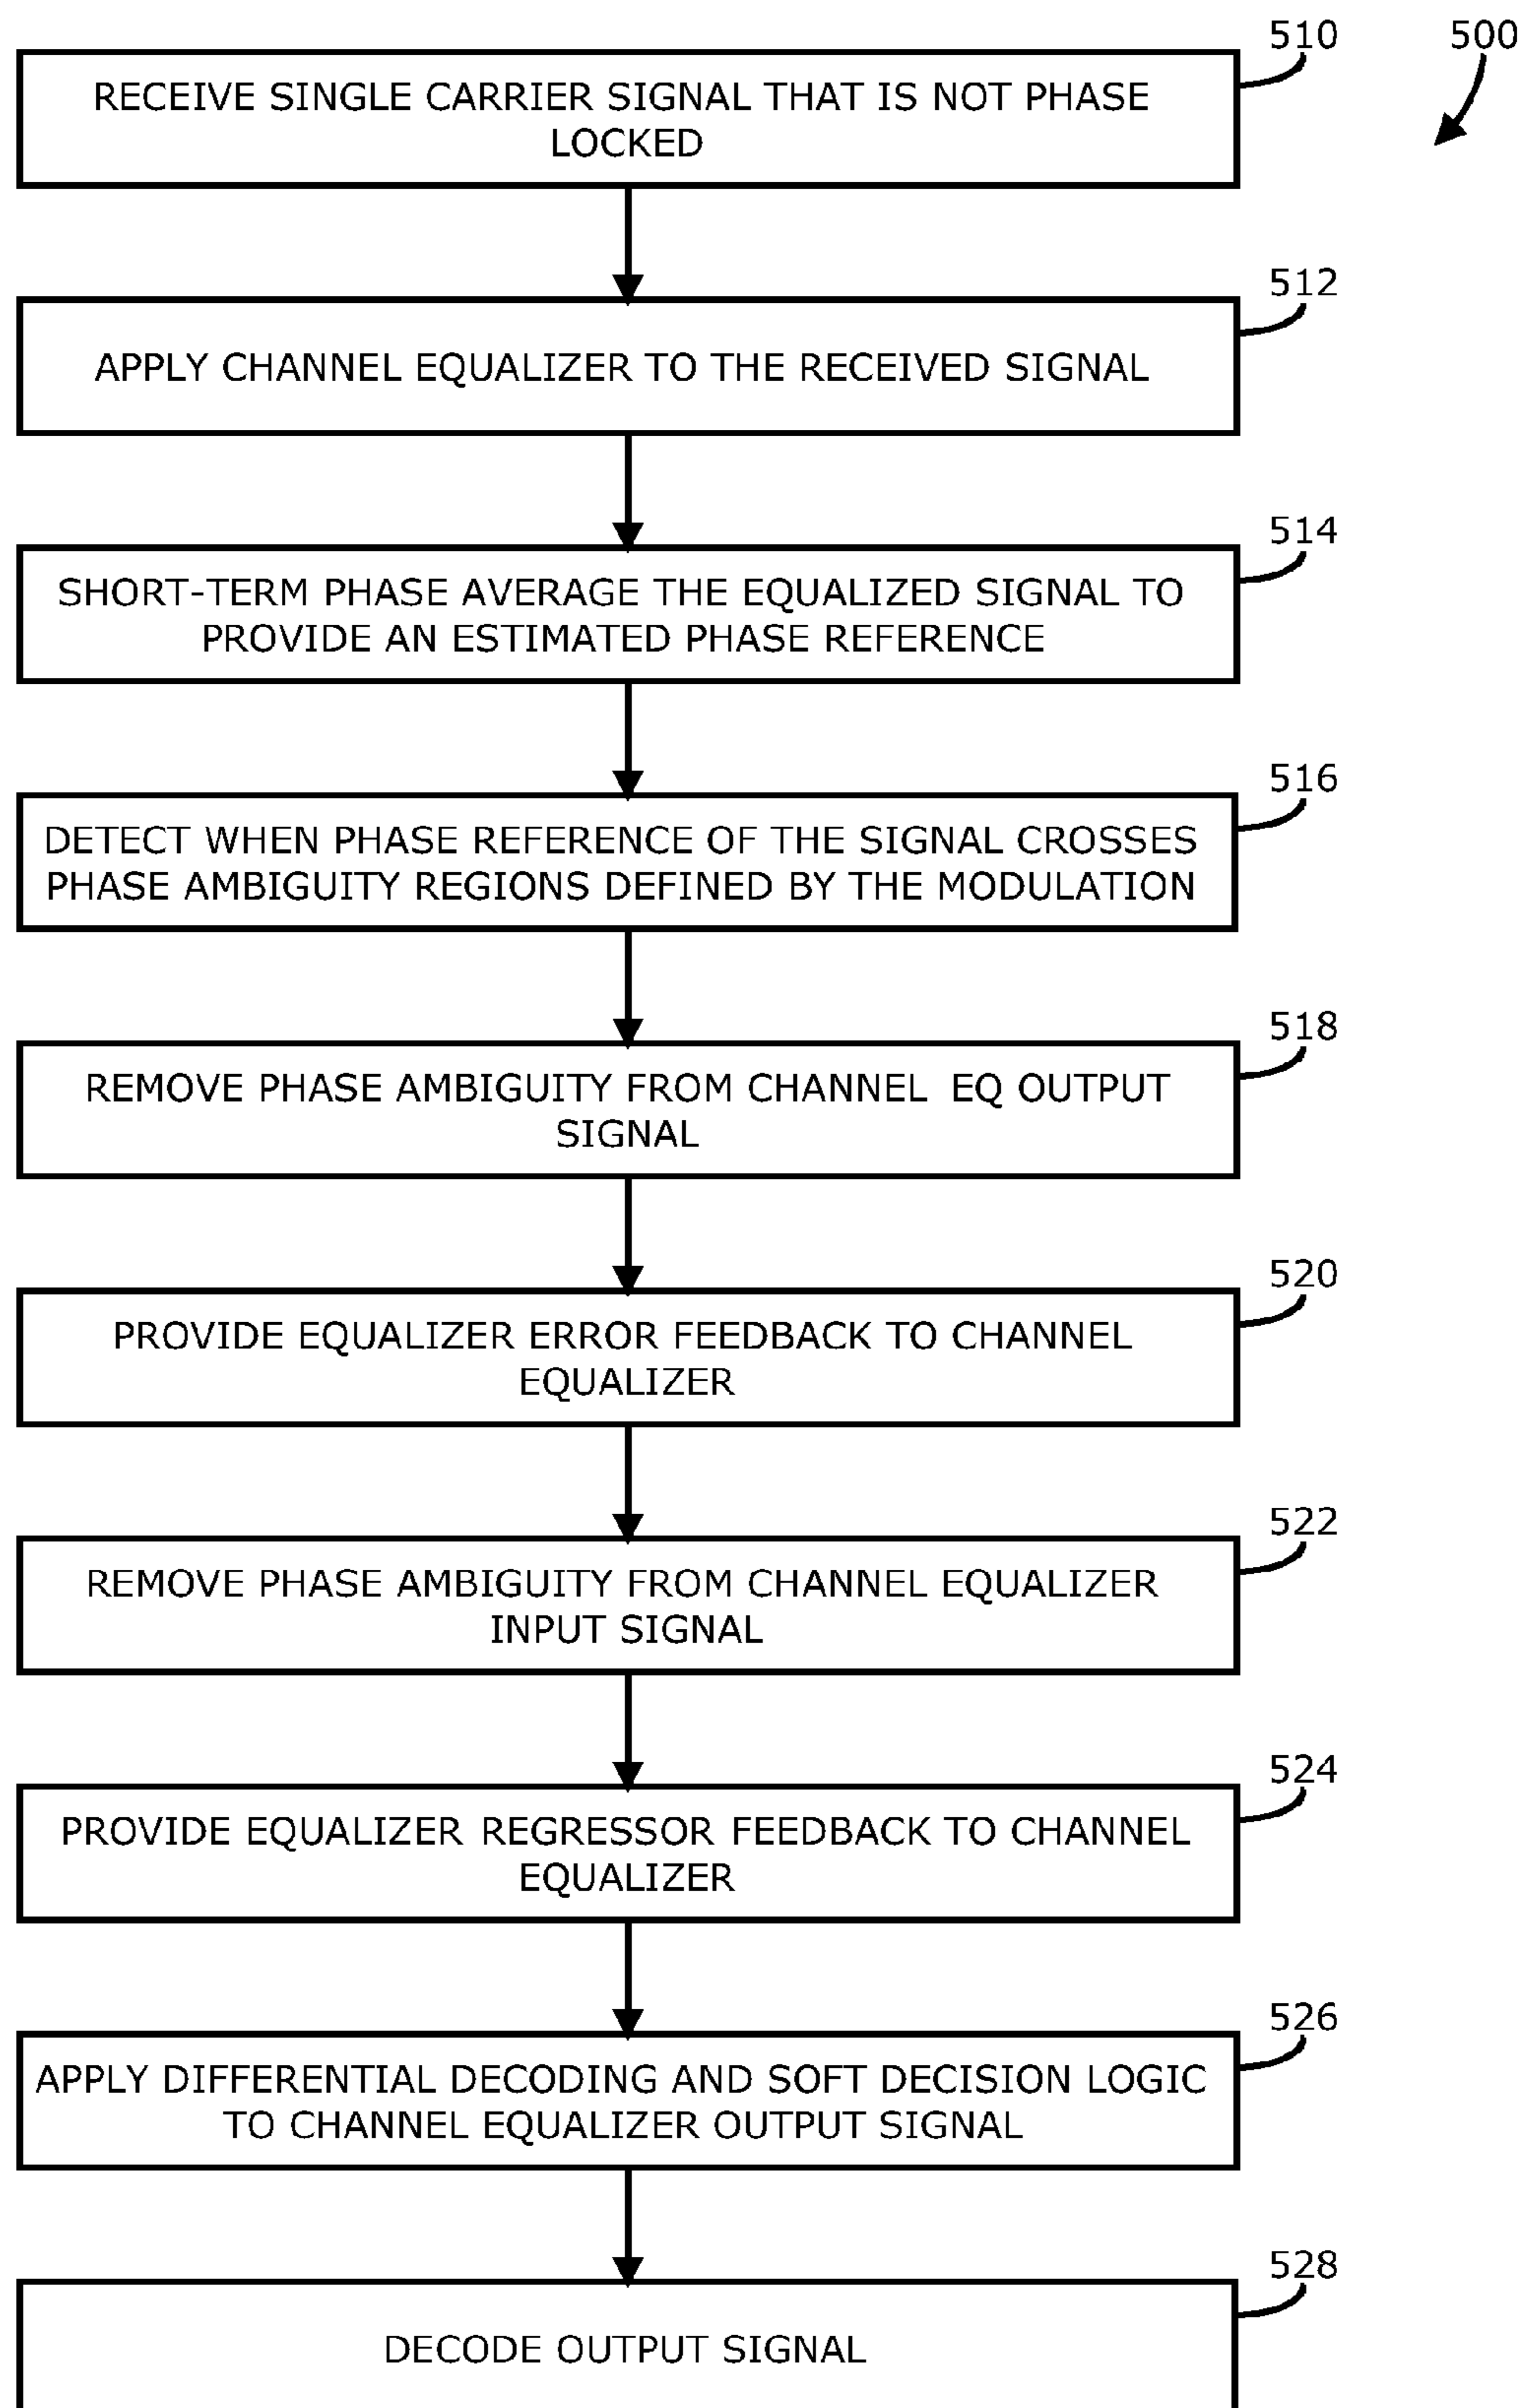 510
500
RECEIVE SINGLE CARRIER SIGNAL THAT IS NOT PHASE
LOCKED
512
APPLY CHANNEL EQUALIZER TO THE RECEIVED SIGNAL
514
SHORT-TERM PHASE AVERAGE THE EQUALIZED SIGNAL TO
PROVIDE AN ESTIMATED PHASE REFERENCE
516
DETECT WHEN PHASE REFERENCE OF THE SIGNAL CROSSES
PHASE AMBIGUITY REGIONS DEFINED BY THE MODULATION
518
REMOVE PHASE AMBIGUITY FROM CHANNEL EQ OUTPUT
SIGNAL
520
PROVIDE EQUALIZER ERROR FEEDBACK TO CHANNEL
EQUALIZER
522
REMOVE PHASE AMBIGUITY FROM CHANNEL EQUALIZER
INPUT SIGNAL
524
PROVIDE EQUALIZER REGRESSOR FEEDBACK TO CHANNEL
EQUALIZER
526
APPLY DIFFERENTIAL DECODING AND SOFT DECISION LOGIC
TO CHANNEL EQUALIZER OUTPUT SIGNAL
528
DECODE OUTPUT SIGNAL